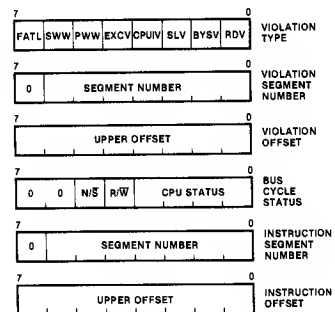 7 0
FATL SWW PWW EXCV CPUIV SLV BYSV RDV
VIOLATION
TYPE
7 0
0 SEGMENT NUMBER
VIOLATION
SEGMENT
NUMBER
7 0
UPPER OFFSET
VIOLATION
OFFSET
7 0
0 0 N/S̅ R/W̅ CPU STATUS
BUS
CYCLE
STATUS
7 0
0 SEGMENT NUMBER
INSTRUCTION
SEGMENT
NUMBER
7 0
UPPER OFFSET
INSTRUCTION
OFFSET